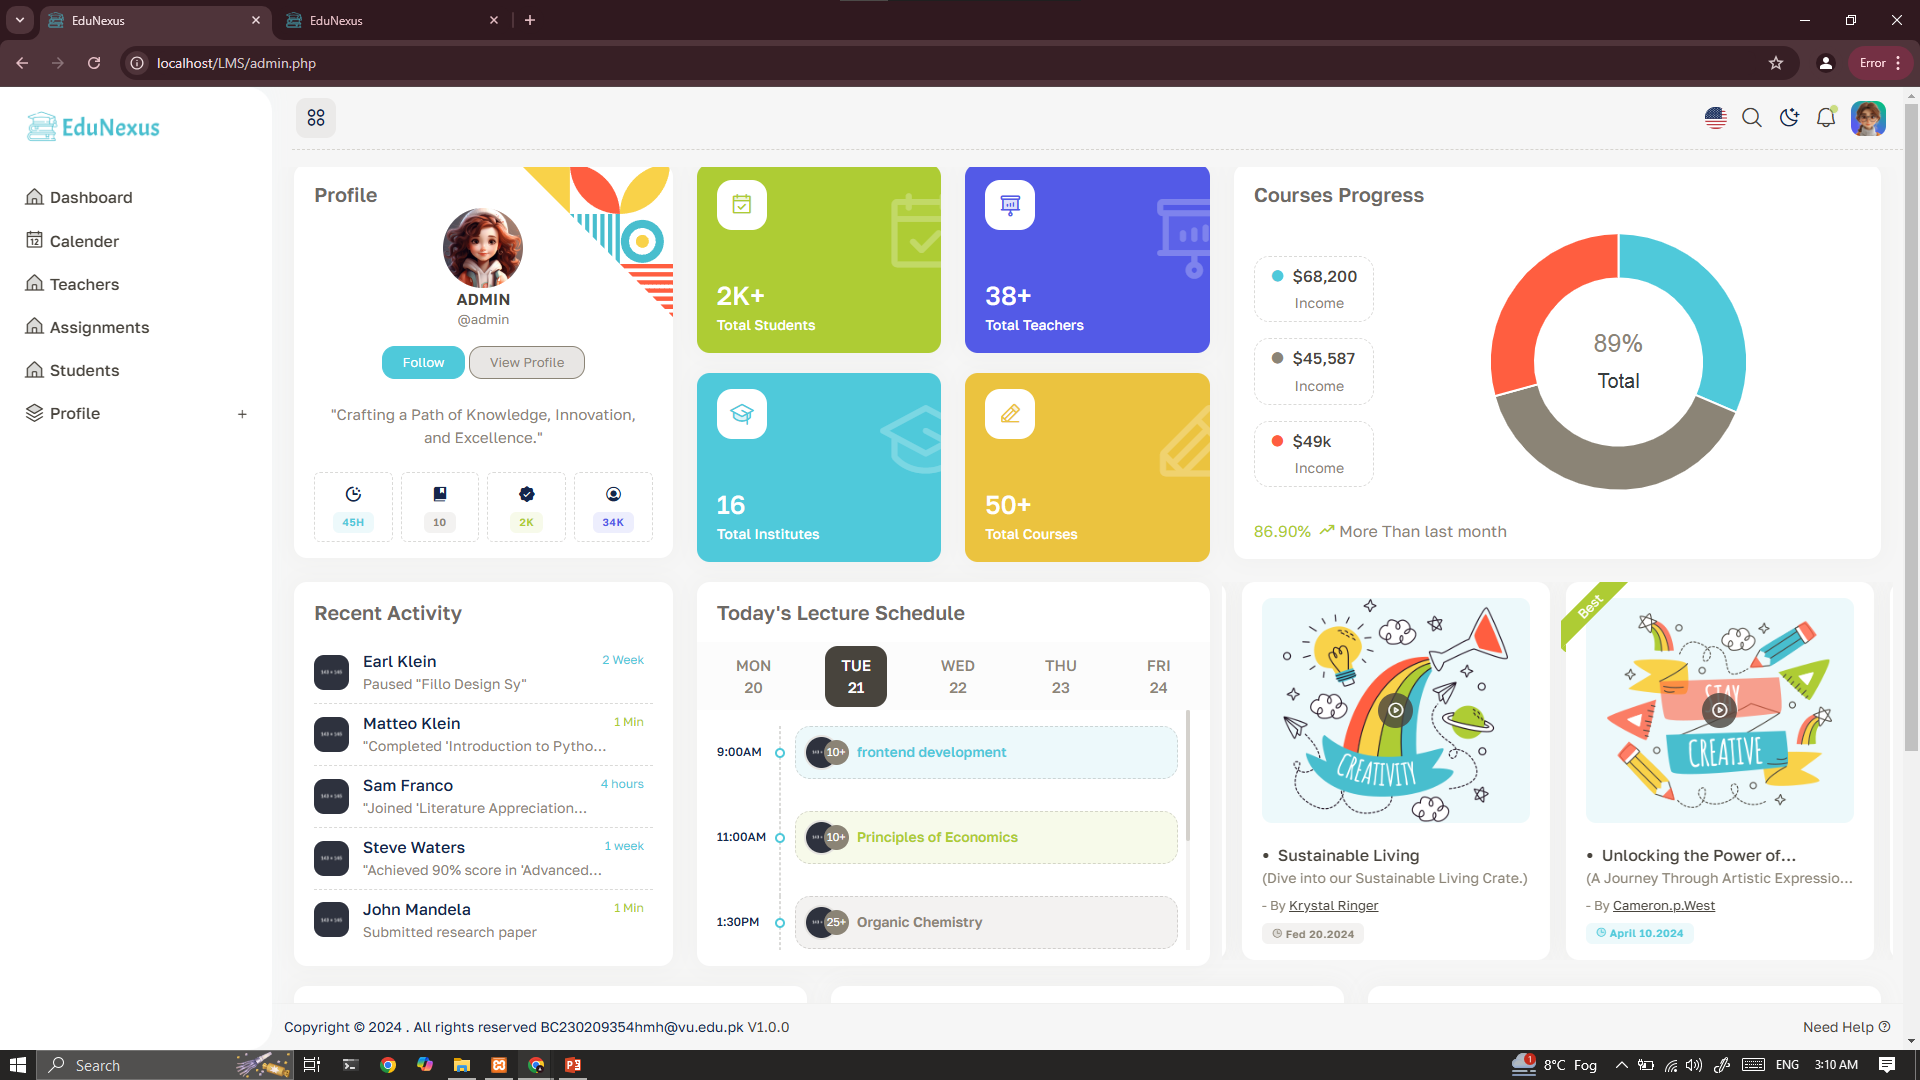 EduNexus
EduNexus
localhost/LMS/admin.php
Error
EduNexus
Dashboard
Calender
Teachers
Assignments
Students
Profile +
Profile
ADMIN
@admin
Follow
View Profile
"Crafting a Path of Knowledge, Innovation,
and Excellence."
45H
10
2K
34K
2K+
Total Students
38+
Total Teachers
16
Total Institutes
50+
Total Courses
Courses Progress
$68,200
Income
$45,587
Income
$49k
Income
89%
Total
86.90% More Than last month
Recent Activity
Earl Klein 2 Week
Paused "Fillo Design Sy"
Matteo Klein 1 Min
"Completed 'Introduction to Pytho...
Sam Franco 4 hours
"Joined 'Literature Appreciation...
Steve Waters 1 week
"Achieved 90% score in 'Advanced...
John Mandela 1 Min
Submitted research paper
Today's Lecture Schedule
MON TUE WED THU FRI
20 21 22 23 24
9:00AM 10+ frontend development
11:00AM 10+ Principles of Economics
1:30PM 25+ Organic Chemistry
CREATIVITY
• Sustainable Living
(Dive into our Sustainable Living Crate.)
- By Krystal Ringer
Fed 20.2024
Best
STAY
CREATIVE
• Unlocking the Power of...
(A Journey Through Artistic Expressio...
- By Cameron.p.West
April 10.2024
Copyright © 2024 . All rights reserved BC230209354hmh@vu.edu.pk V1.0.0
Need Help
Search
1
8°C Fog
ENG
3:10 AM